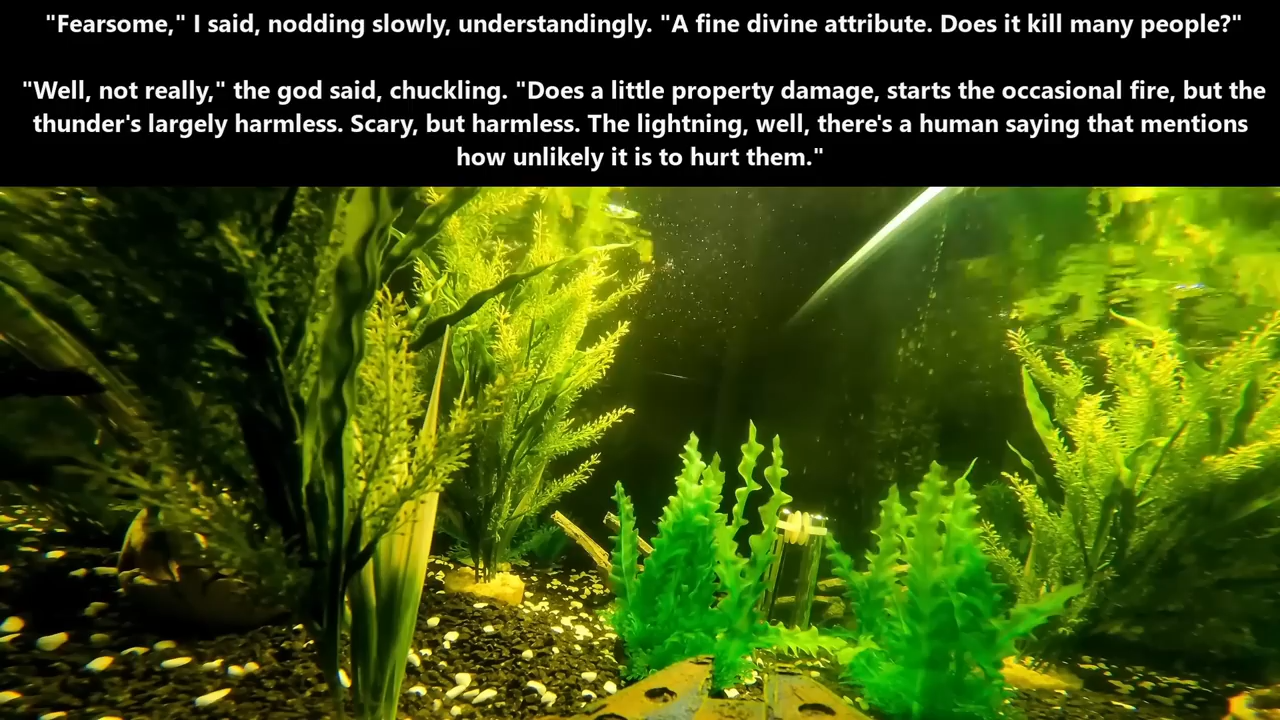 "Fearsome," I said, nodding slowly, understandingly. "A fine divine attribute. Does it kill many people?"
"Well, not really," the god said, chuckling. "Does a little property damage, starts the occasional fire, but the
thunder's largely harmless. Scary, but harmless. The lightning, well, there's a human saying that mentions
how unlikely it is to hurt them."